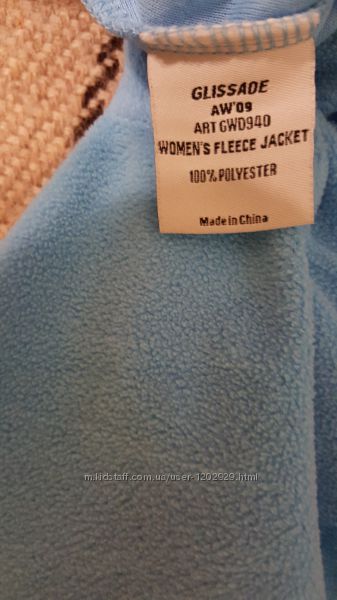 GLISSADE
AW'09
ART GWD940
WOMEN'S FLEECE JACKET
100% POLYESTER
Made in China
m.kidstaff.com.ua/user-1202929.html